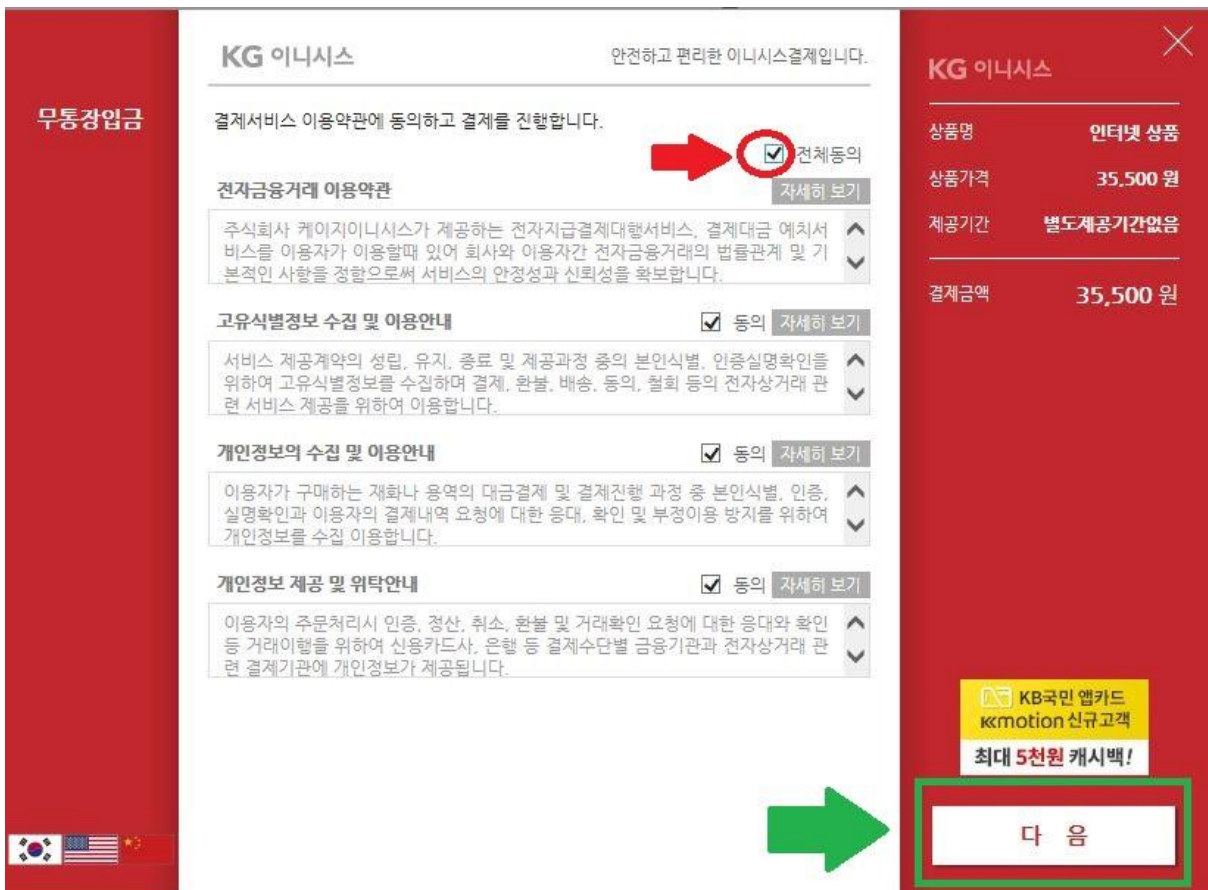 무통장입금
KG 이니시스
안전하고 편리한 이니시스결제입니다.
결제서비스 이용약관에 동의하고 결제를 진행합니다.
전체동의
전자금융거래 이용약관
자세히 보기
주식회사 케이지이니시스가 제공하는 전자지급결제대행서비스, 결제대금 예치서
비스를 이용자가 이용할때 있어 회사와 이용자간 전자금융거래의 법률관계 및 기
본적인 사항을 정함으로써 서비스의 안정성과 신뢰성을 확보합니다.
고유식별정보 수집 및 이용안내
동의 자세히 보기
서비스 제공계약의 성립, 유지, 종료 및 제공과정 중의 본인식별, 인증실명확인을
위하여 고유식별정보를 수집하며 결제, 환불, 배송, 동의, 철회 등의 전자상거래 관
련 서비스 제공을 위하여 이용합니다.
개인정보의 수집 및 이용안내
동의 자세히 보기
이용자가 구매하는 재화나 용역의 대금결제 및 결제진행 과정 중 본인식별, 인증,
실명확인과 이용자의 결제내역 요청에 대한 응대, 확인 및 부정이용 방지를 위하여
개인정보를 수집 이용합니다.
개인정보 제공 및 위탁안내
동의 자세히 보기
이용자의 주문처리시 인증, 정산, 취소, 환불 및 거래확인 요청에 대한 응대와 확인
등 거래이행을 위하여 신용카드사, 은행 등 결제수단별 금융기관과 전자상거래 관
련 결제기관에 개인정보가 제공됩니다.
KG 이니시스
상품명 인터넷 상품
상품가격 35,500 원
제공기간 별도제공기간없음
결제금액 35,500 원
KB국민 앱카드
K-motion 신규고객
최대 5천원 캐시백!
다 음